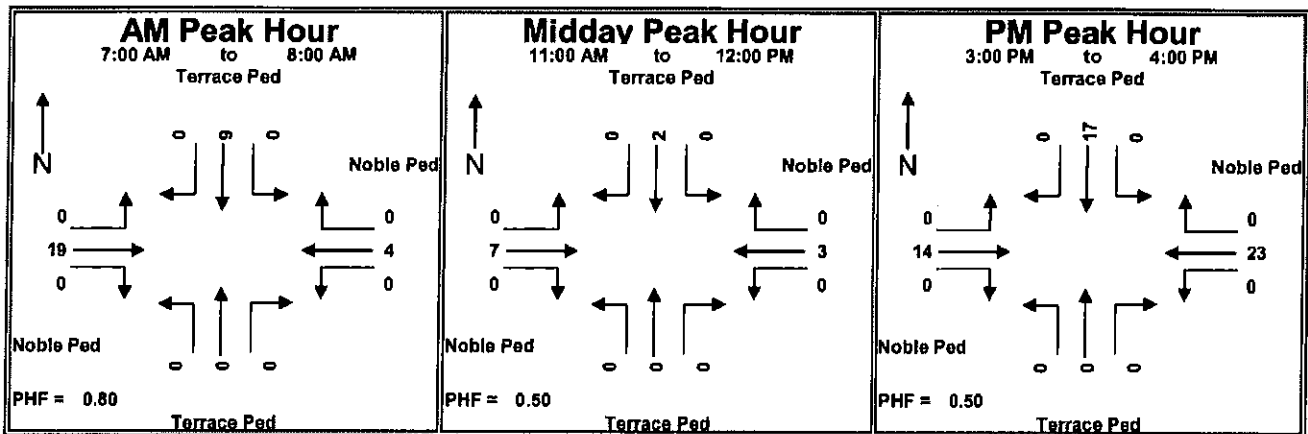 AM Peak Hour
7:00 AM to 8:00 AM
Terrace Ped
0 9 0
N
Noble Ped
0 0
19 4
0 0
Noble Ped
0 0 0
PHF = 0.80
Terrace Ped
Midday Peak Hour
11:00 AM to 12:00 PM
Terrace Ped
0 2 0
N
Noble Ped
0 0
7 3
0 0
Noble Ped
0 0 0
PHF = 0.50
Terrace Ped
PM Peak Hour
3:00 PM to 4:00 PM
Terrace Ped
0 17 0
N
Noble Ped
0 0
14 23
0 0
Noble Ped
0 0 0
PHF = 0.50
Terrace Ped